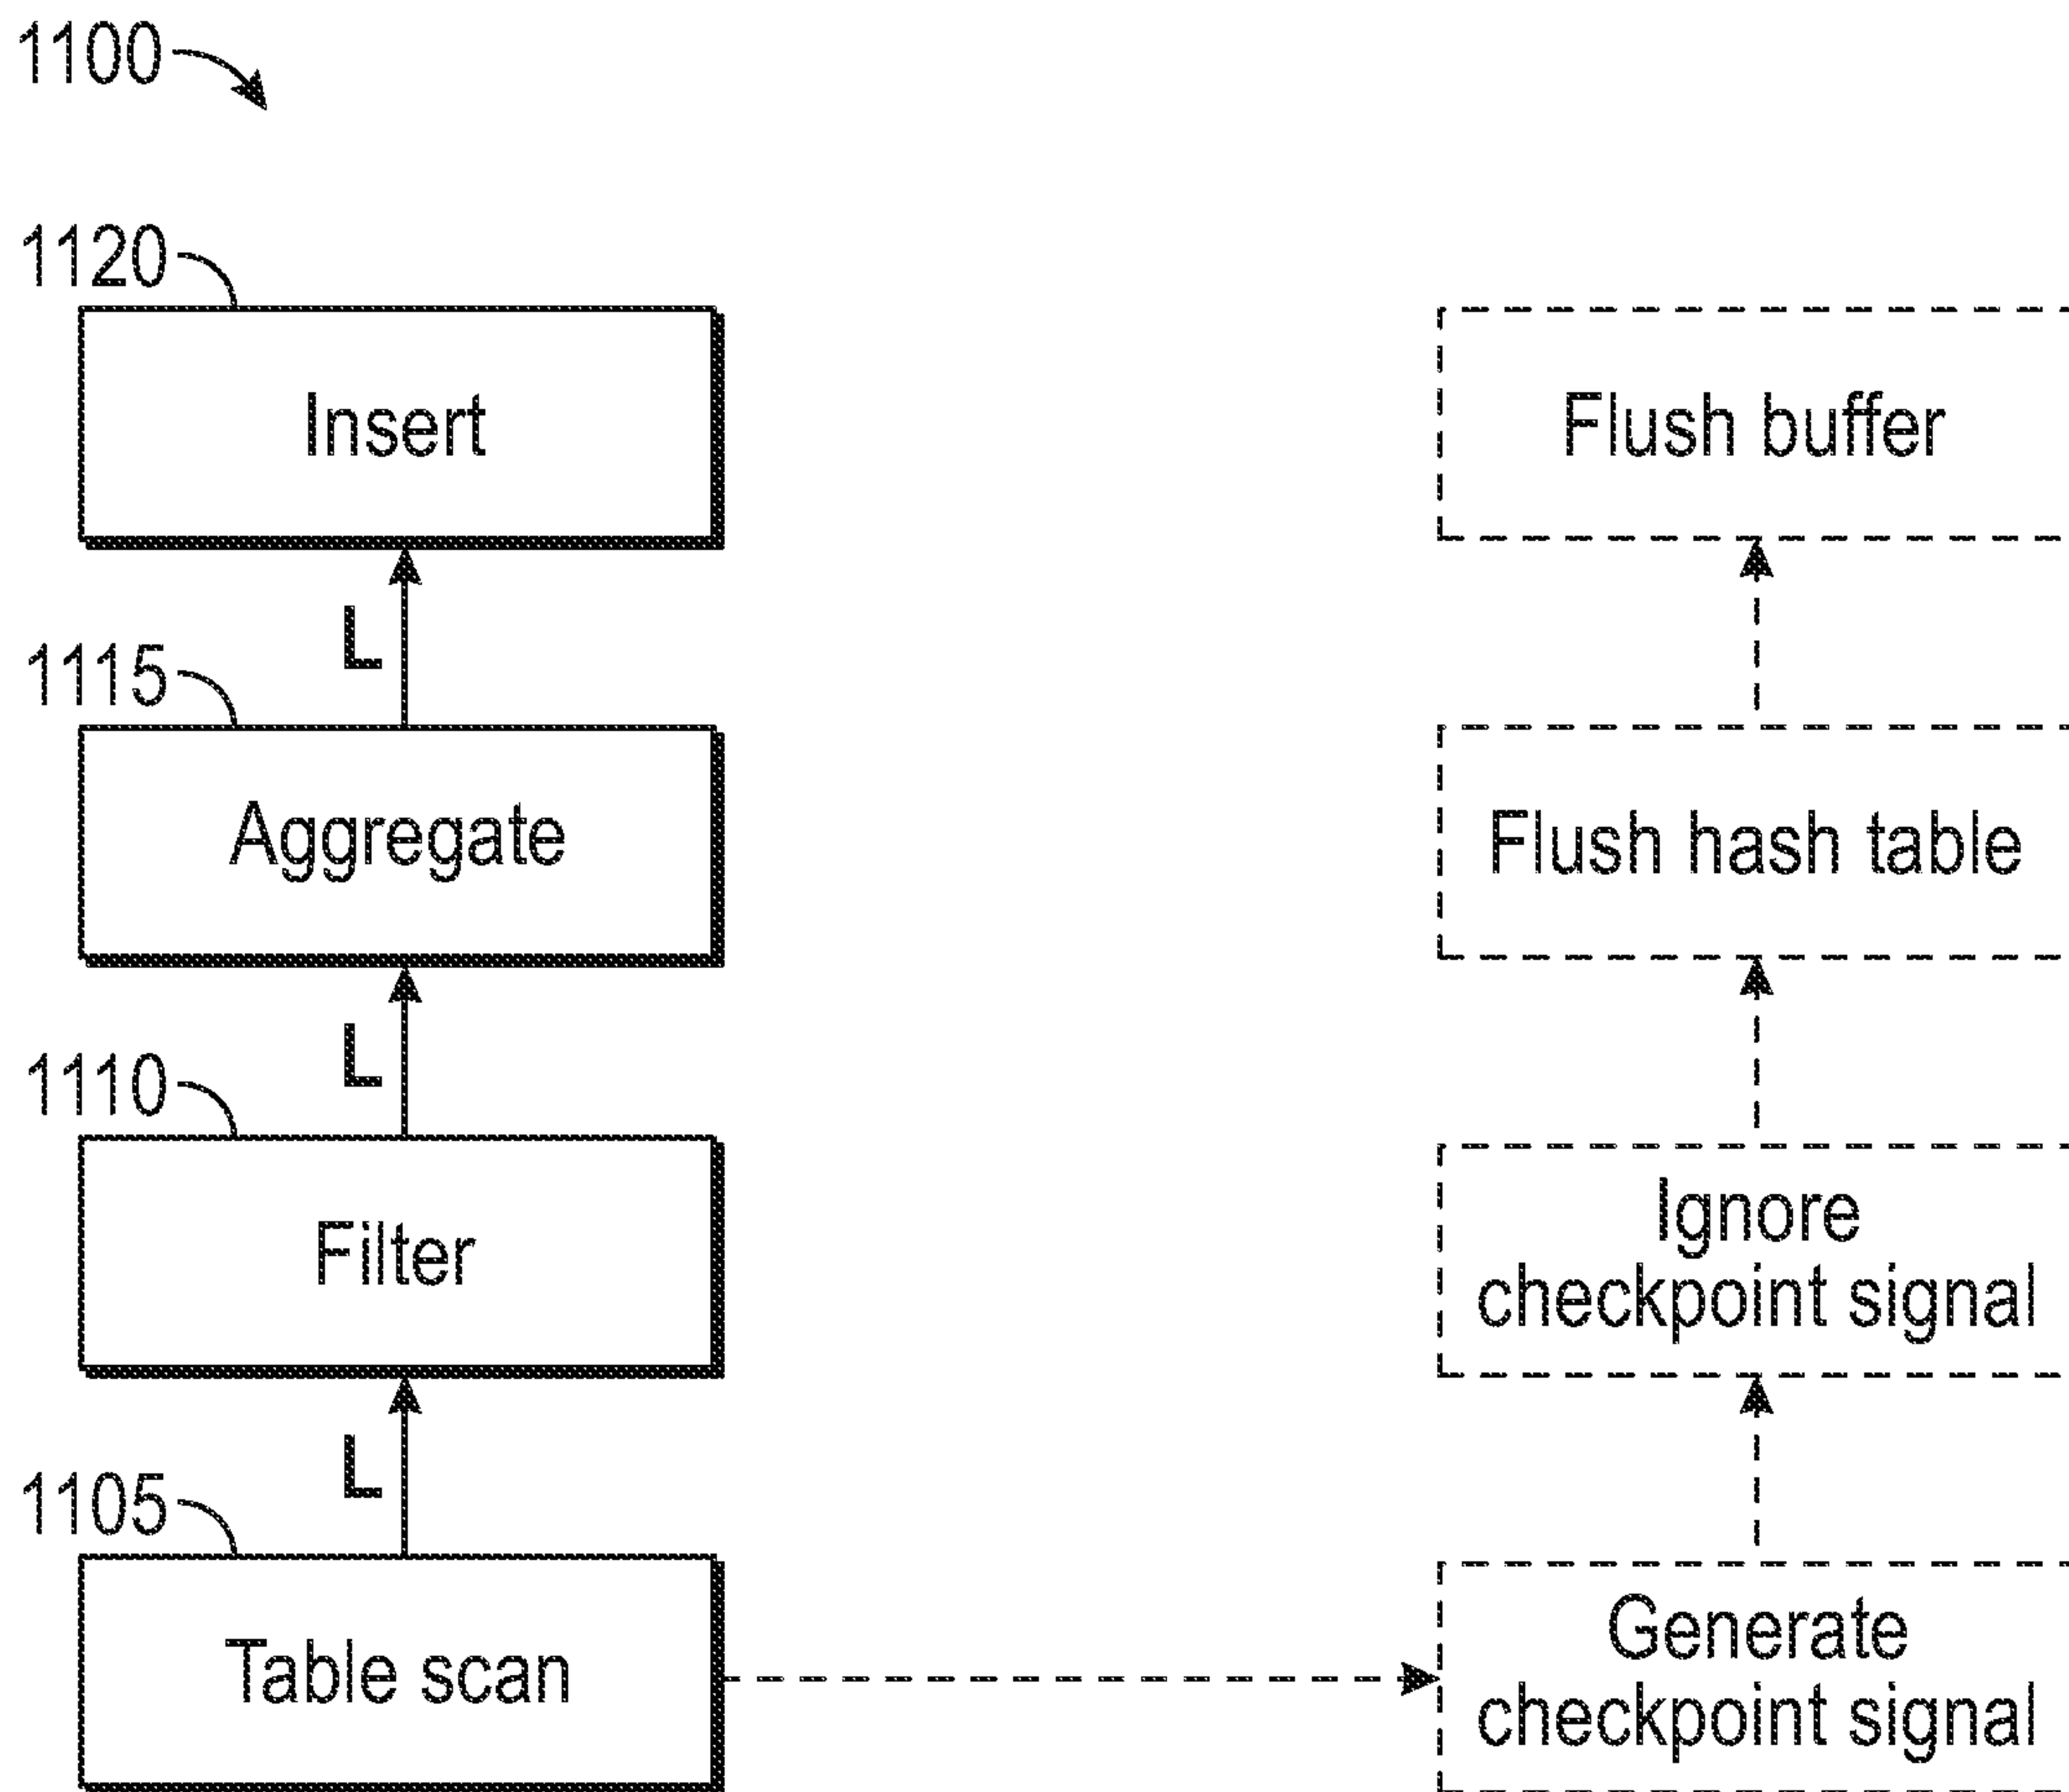 1100
1120
Insert
Flush buffer
L
1115
Aggregate
Flush hash table
L
1110
Filter
Ignore
checkpoint signal
L
1105
Table scan
Generate
checkpoint signal